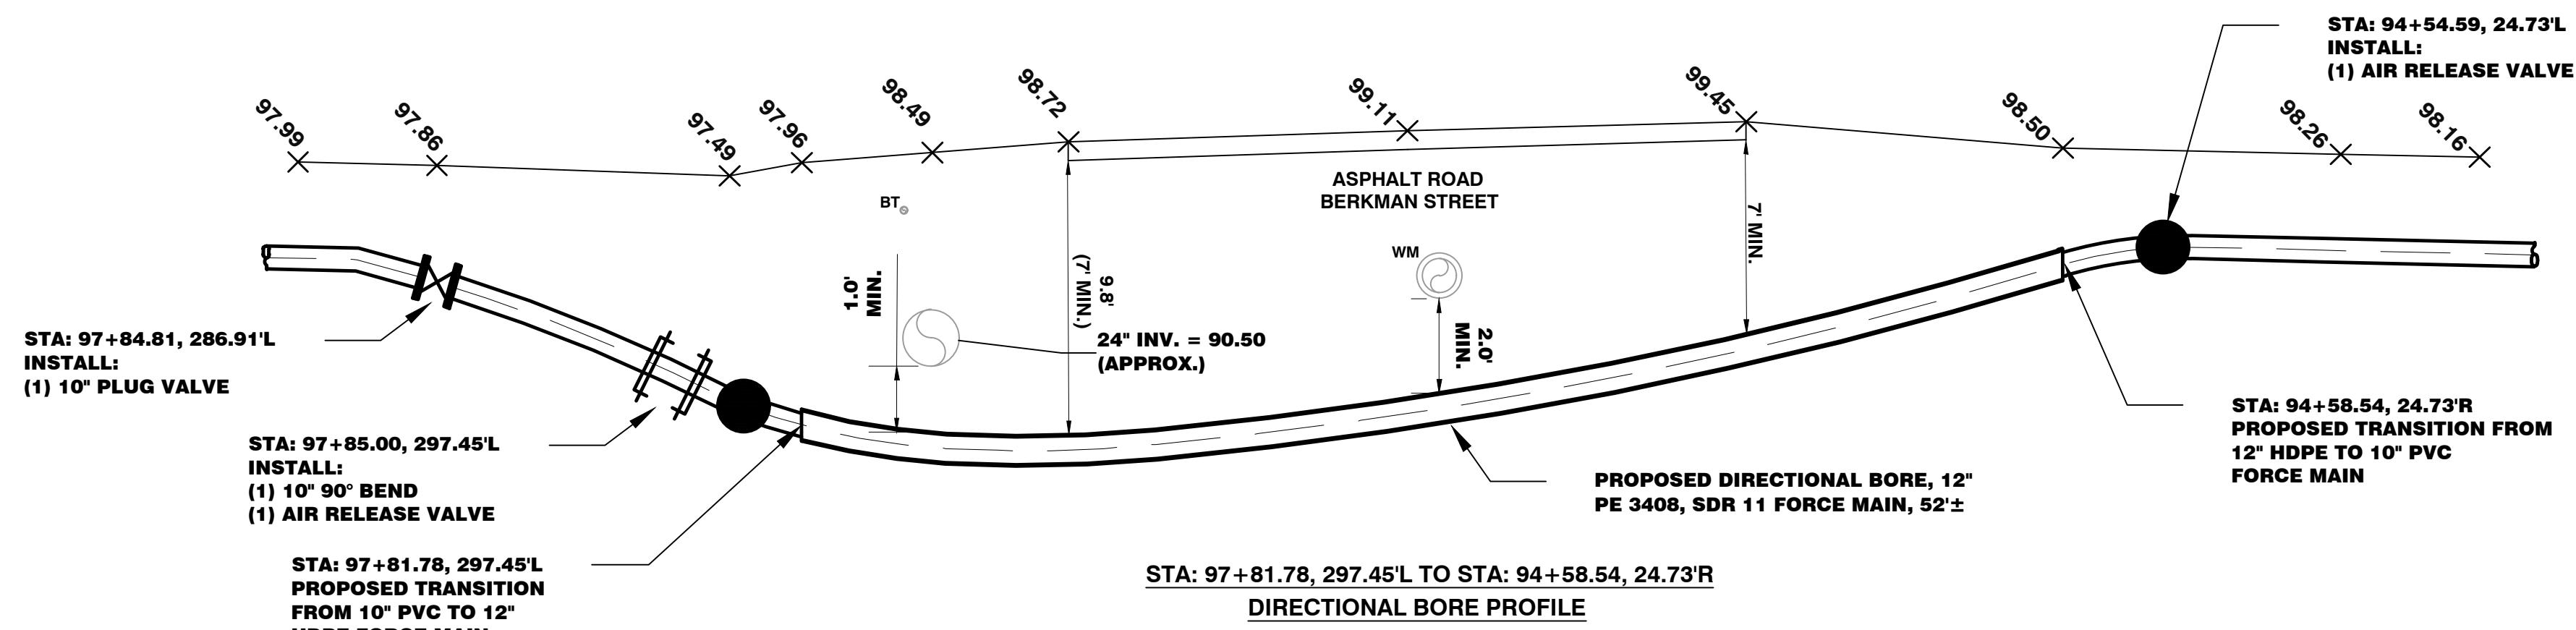 STA: 94+54.59, 24.73'L
INSTALL:
(1) AIR RELEASE VALVE
97.99
97.86
97.49
97.96
98.49
98.72
99.11
99.45
98.50
98.26
98.16
ASPHALT ROAD
BERKMAN STREET
BT
WM
1.0'
MIN.
9.8'
(7' MIN.)
7' MIN.
2.0'
MIN.
24" INV. = 90.50
(APPROX.)
STA: 97+84.81, 286.91'L
INSTALL:
(1) 10" PLUG VALVE
STA: 97+85.00, 297.45'L
INSTALL:
(1) 10" 90° BEND
(1) AIR RELEASE VALVE
STA: 94+58.54, 24.73'R
PROPOSED TRANSITION FROM
12" HDPE TO 10" PVC
FORCE MAIN
PROPOSED DIRECTIONAL BORE, 12"
PE 3408, SDR 11 FORCE MAIN, 52'±
STA: 97+81.78, 297.45'L
PROPOSED TRANSITION
FROM 10" PVC TO 12"
STA: 97+81.78, 297.45'L TO STA: 94+58.54, 24.73'R
DIRECTIONAL BORE PROFILE